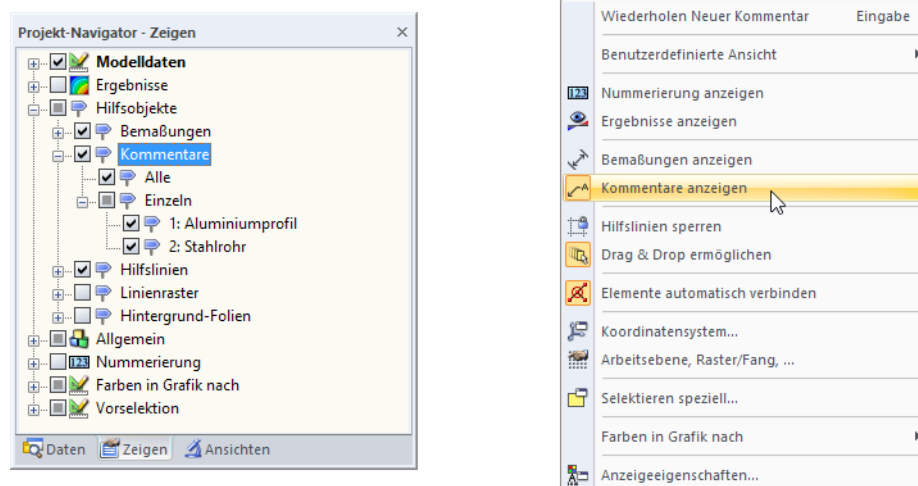 Projekt-Navigator - Zeigen
Modelldaten
Ergebnisse
Hilfsobjekte
Bemaßungen
Kommentare
Alle
Einzeln
1: Aluminiumprofil
2: Stahlrohr
Hilfslinien
Linienraster
Hintergrund-Folien
Allgemein
123 Nummerierung
Farben in Grafik nach
Vorselektion
Daten Zeigen Ansichten
Wiederholen Neuer Kommentar Eingabe
Benutzerdefinierte Ansicht
123 Nummerierung anzeigen
Ergebnisse anzeigen
Bemaßungen anzeigen
A Kommentare anzeigen
Hilfslinien sperren
Drag & Drop ermöglichen
Elemente automatisch verbinden
Koordinatensystem...
Arbeitsebene, Raster/Fang, ...
Selektieren speziell...
Farben in Grafik nach
Anzeigeeigenschaften...